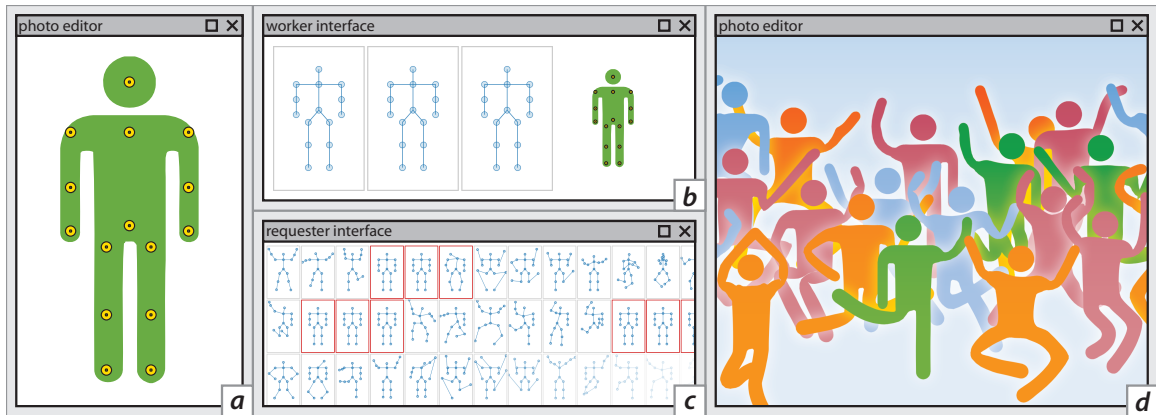 photo editor
a
worker interface
b
requester interface
c
photo editor
d